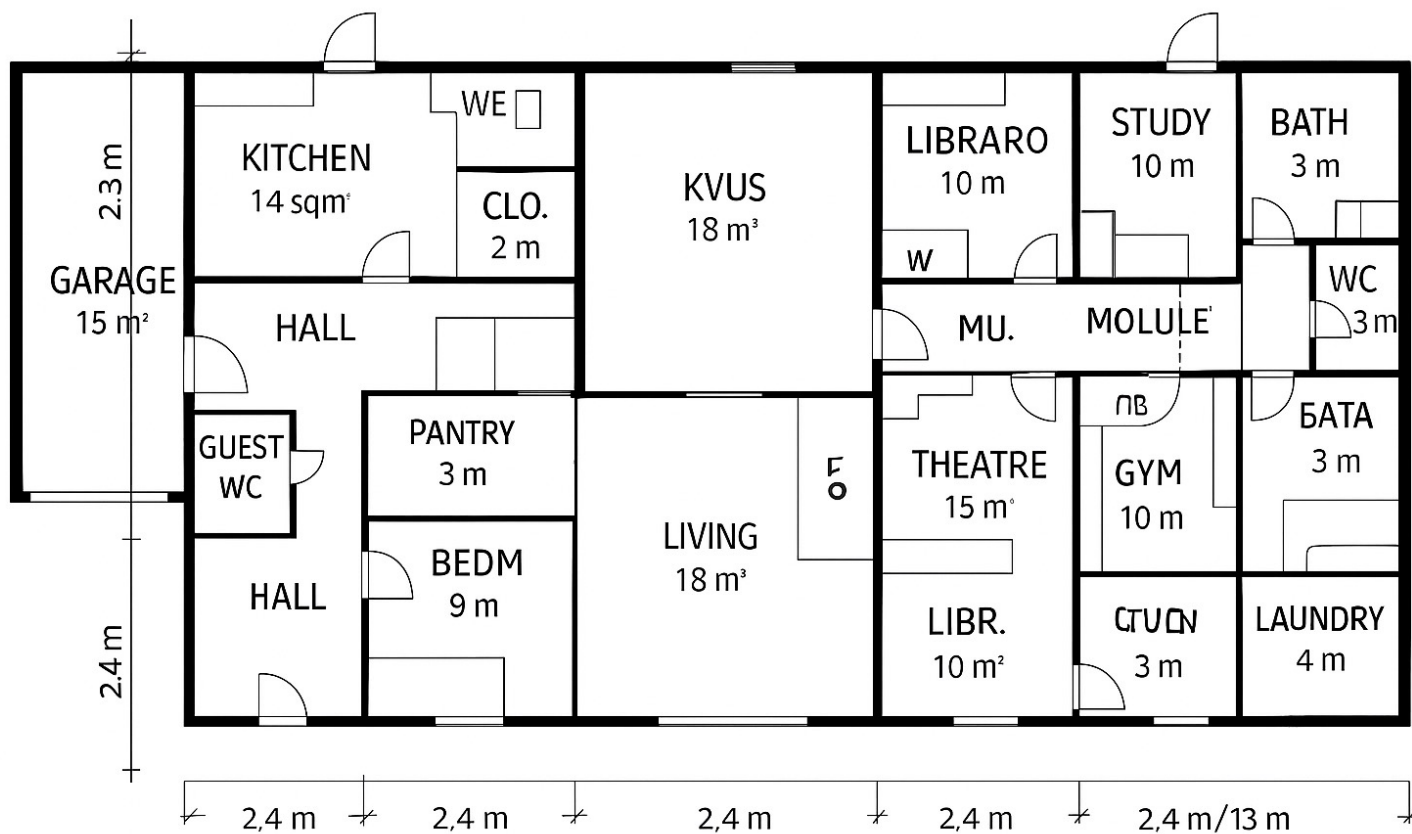 WE
KITCHEN
14 sqm
CLO.
2 m
KVUS
18 m³
LIBRARO
10 m
W
STUDY
10 m
BATH
3 m
2.3 m
GARAGE
15 m²
HALL
MU.
MOLULE
WC
3 m
GUEST
WC
PANTRY
3 m
THEATRE
15 m
ПВ
GYM
10 m
БАТА
3 m
LIVING
18 m³
BEDM
9 m
HALL
LIBR.
10 m²
3 m
LAUNDRY
4 m
2.4 m
2,4 m
2,4 m
2,4 m
2,4 m
2,4 m/13 m